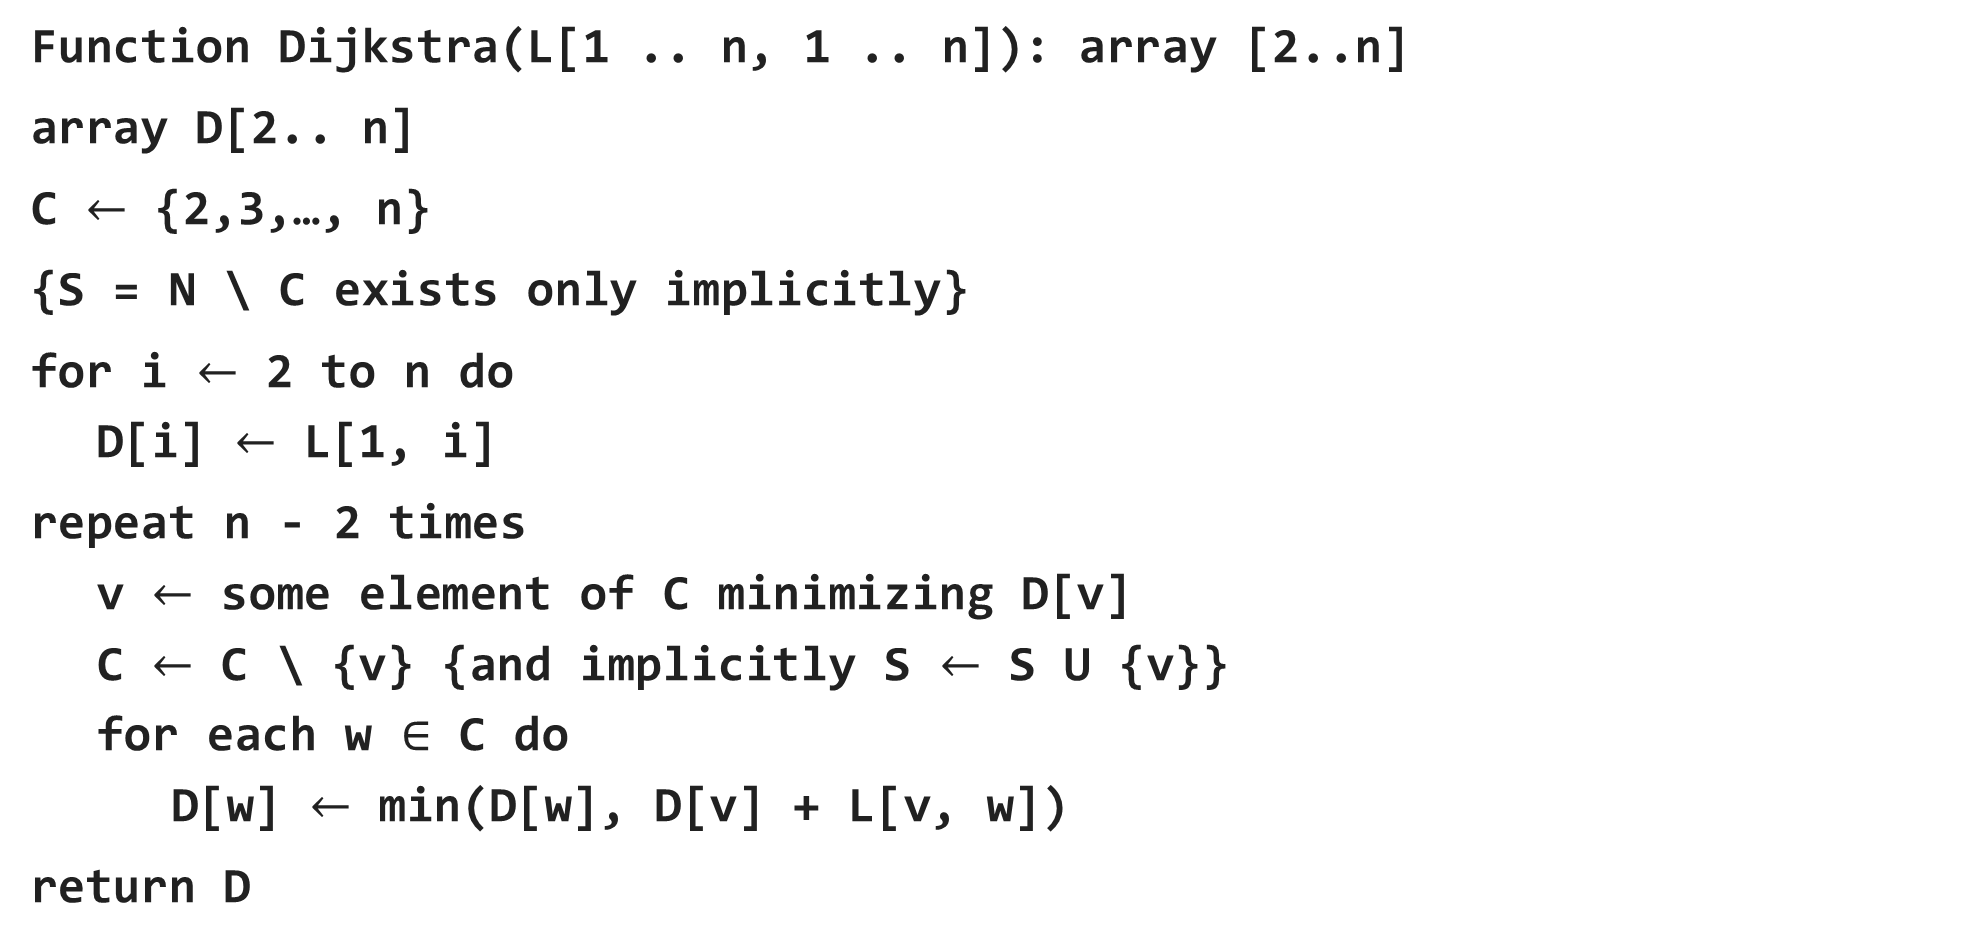 Function Dijkstra(L[1 .. n, 1 .. n]): array [2..n]
array D[2.. n]
C ← {2,3,…, n}
{S = N \ C exists only implicitly}
for i ← 2 to n do
D[i] ← L[1, i]
repeat n - 2 times
v ← some element of C minimizing D[v]
C ← C \ {v} {and implicitly S ← S U {v}}
for each w ∈ C do
D[w] ← min(D[w], D[v] + L[v, w])
return D